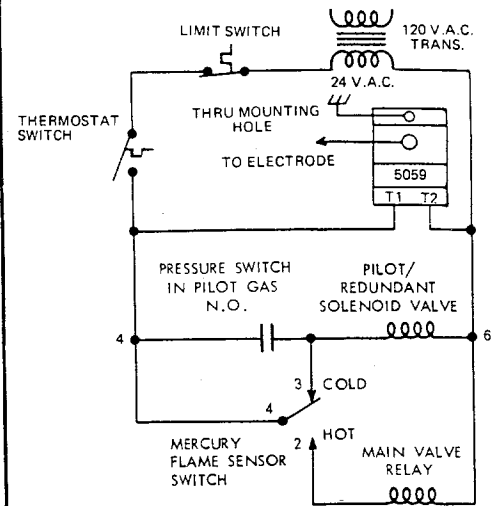 LIMIT SWITCH
120 V.A.C.
TRANS.
24 V.A.C.
THERMOSTAT
SWITCH
THRU MOUNTING
HOLE
TO ELECTRODE
5059
T1 T2
PRESSURE SWITCH
IN PILOT GAS
N.O.
PILOT/
REDUNDANT
SOLENOID VALVE
4
6
3 COLD
4
2 HOT
MERCURY
FLAME SENSOR
SWITCH
MAIN VALVE
RELAY